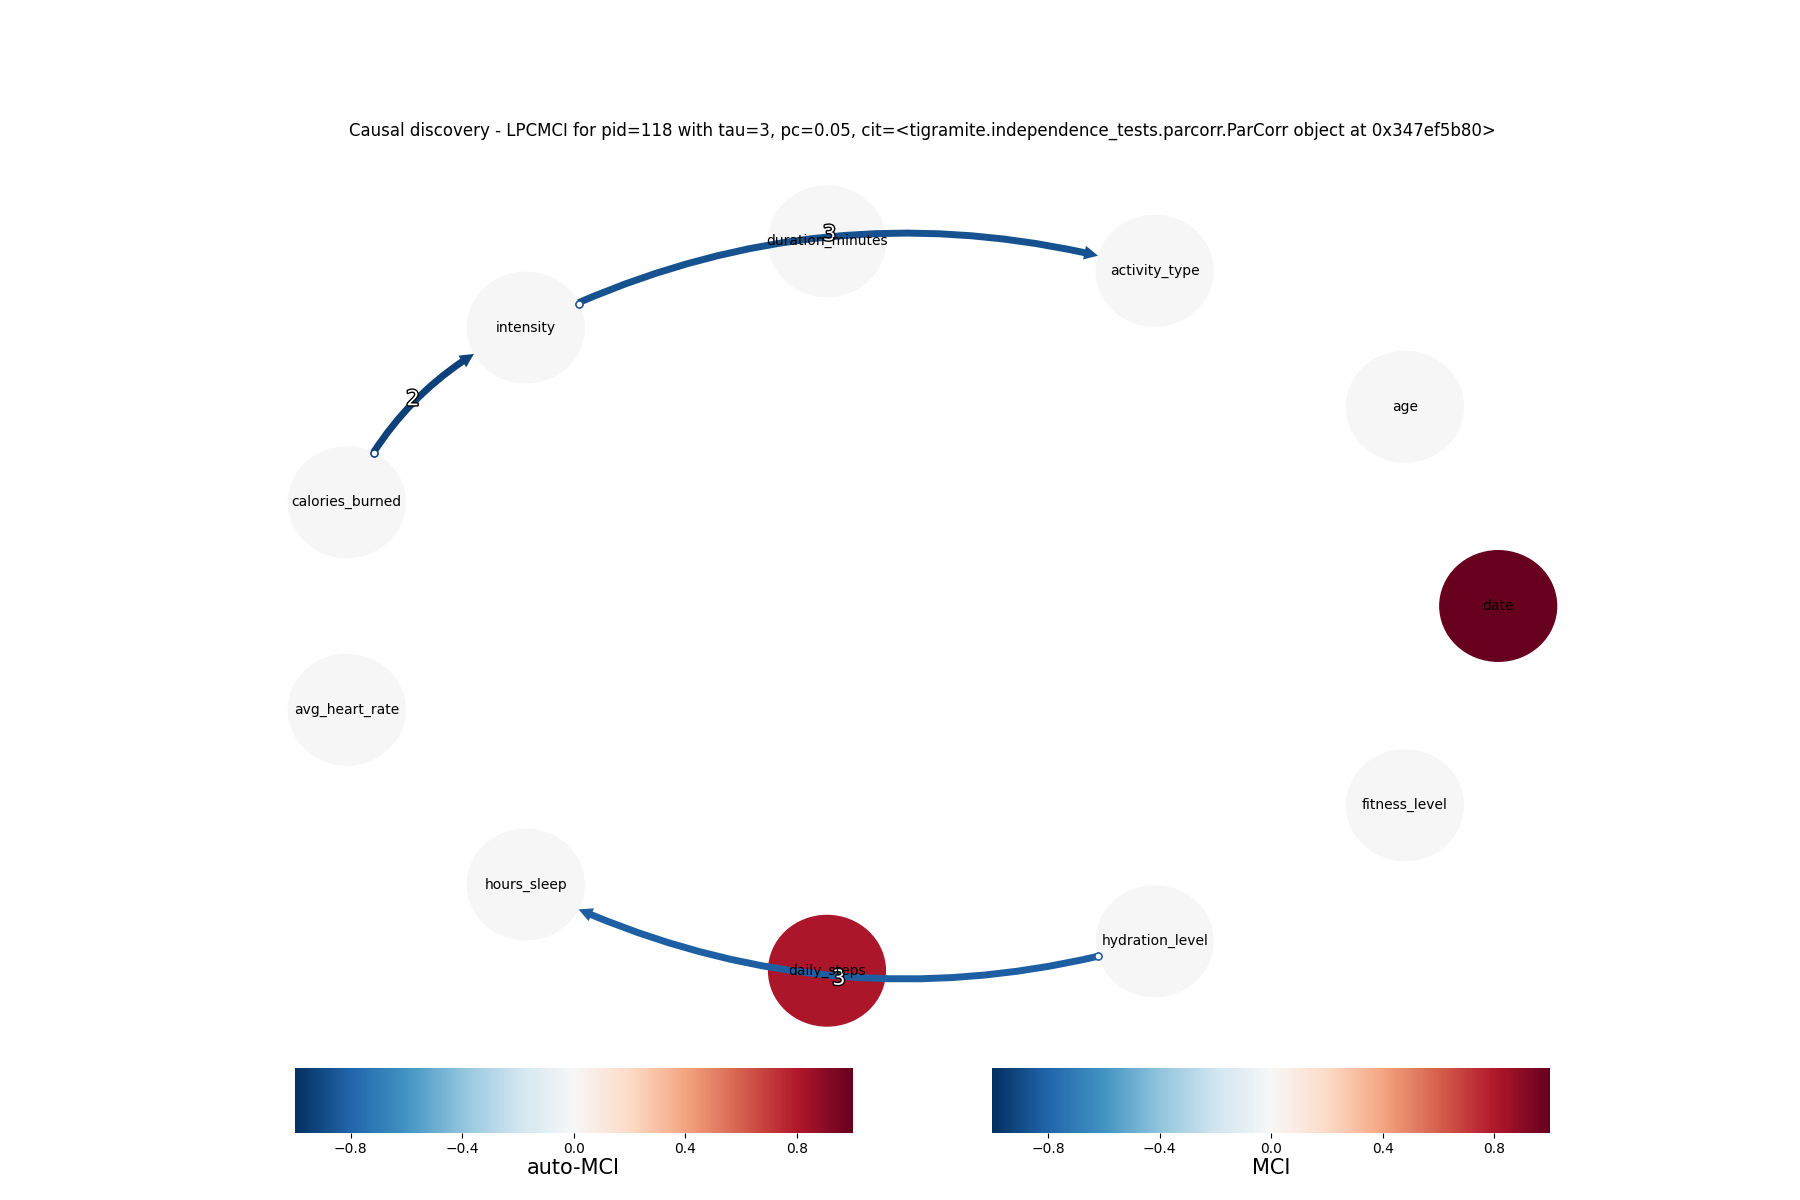 Causal discovery - LPCMCI for pid=118 with tau=3, pc=0.05, cit=<tigramite.independence_tests.parcorr.ParCorr object at 0x347ef5b80>
3
duration_minutes
activity_type
intensity
2
age
calories_burned
date
avg_heart_rate
fitness_level
hours_sleep
hydration_level
daily_steps
3
−0.8 −0.4 0.0 0.4 0.8
auto-MCI
−0.8 −0.4 0.0 0.4 0.8
MCI